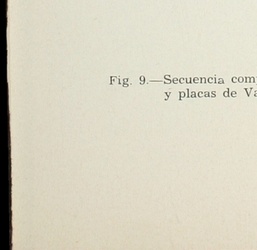 Fig. 9.—Secuencia com
y placas de Va